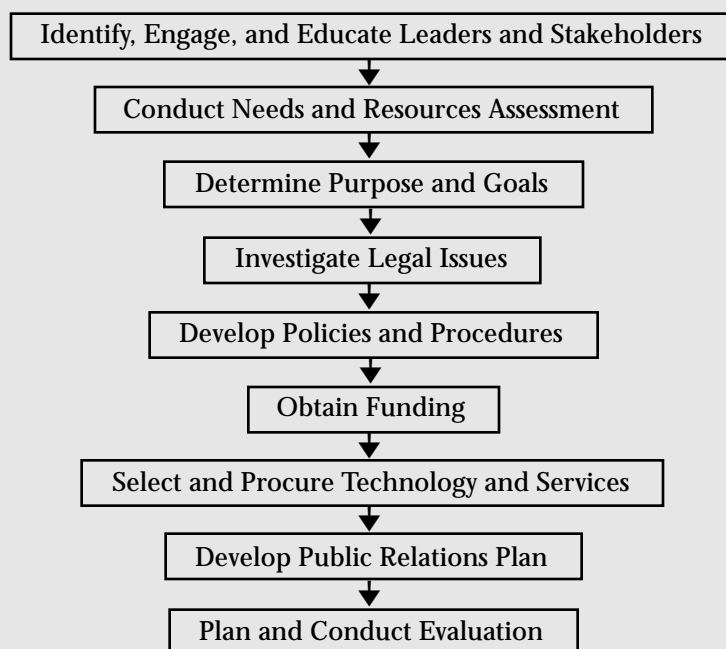 Identify, Engage, and Educate Leaders and Stakeholders
Conduct Needs and Resources Assessment
Determine Purpose and Goals
Investigate Legal Issues
Develop Policies and Procedures
Obtain Funding
Select and Procure Technology and Services
Develop Public Relations Plan
Plan and Conduct Evaluation